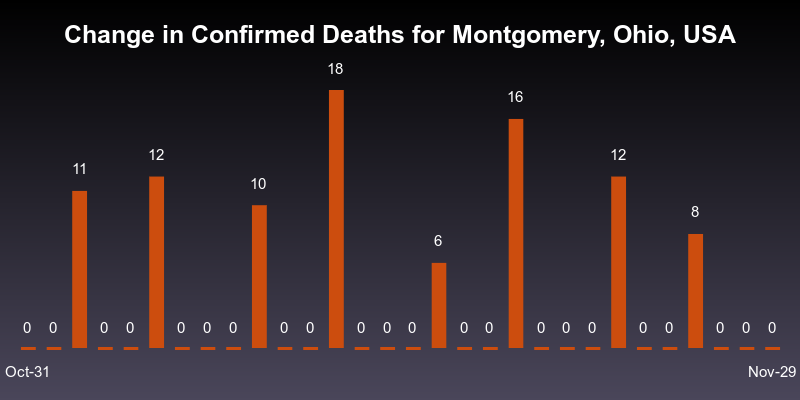 Change in Confirmed Deaths for Montgomery, Ohio, USA
0 0 11 0 0 12 0 0 0 10 0 0 18 0 0 0 6 0 0 16 0 0 0 12 0 0 8 0 0 0
Oct-31 Nov-29